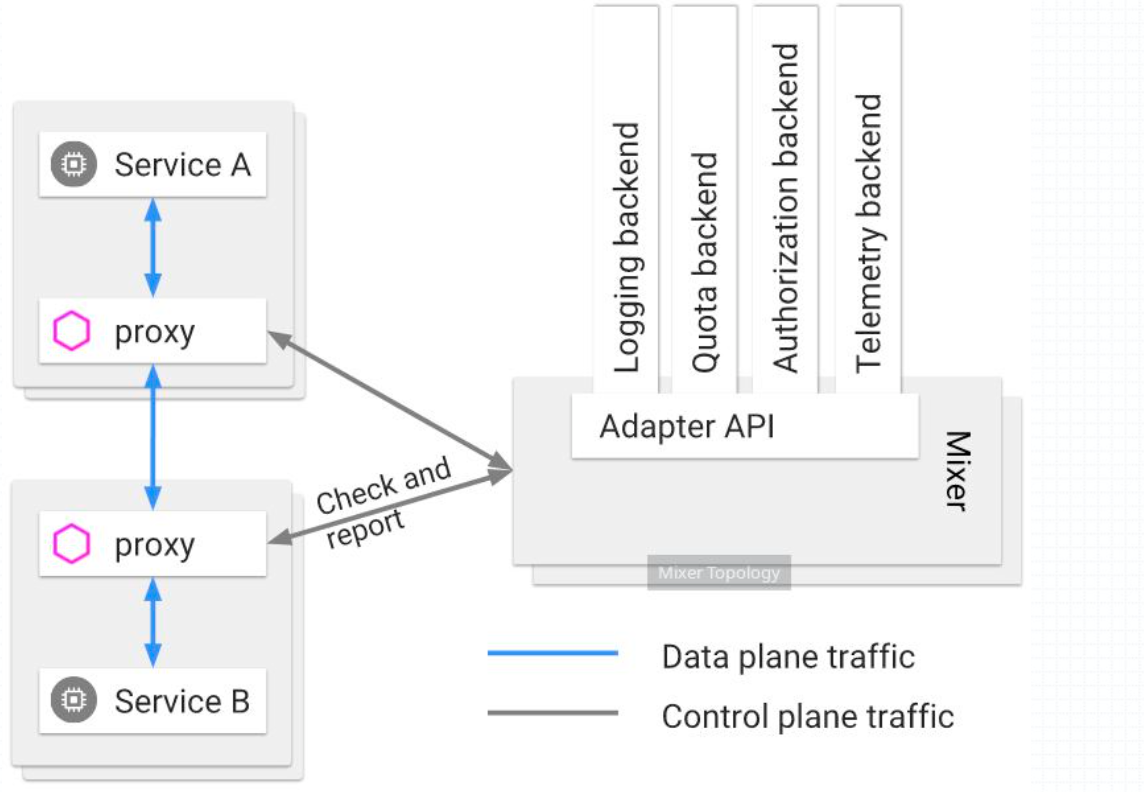 Service A
proxy
proxy
Service B
Check and
report
Logging backend
Quota backend
Authorization backend
Telemetry backend
Adapter API
Mixer
Mixer Topology
Data plane traffic
Control plane traffic